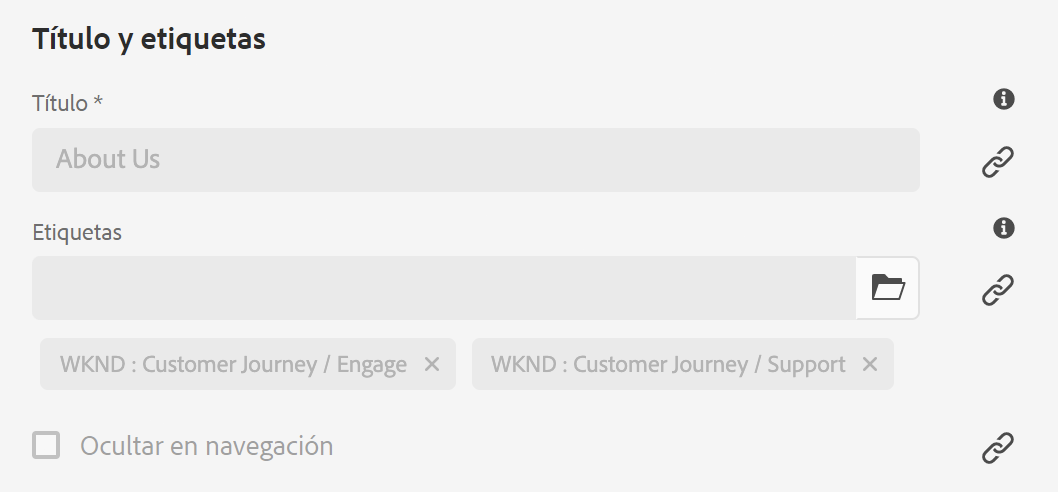 Título y etiquetas
Título *
About Us
Etiquetas
WKND : Customer Journey / Engage
WKND : Customer Journey / Support
Ocultar en navegación